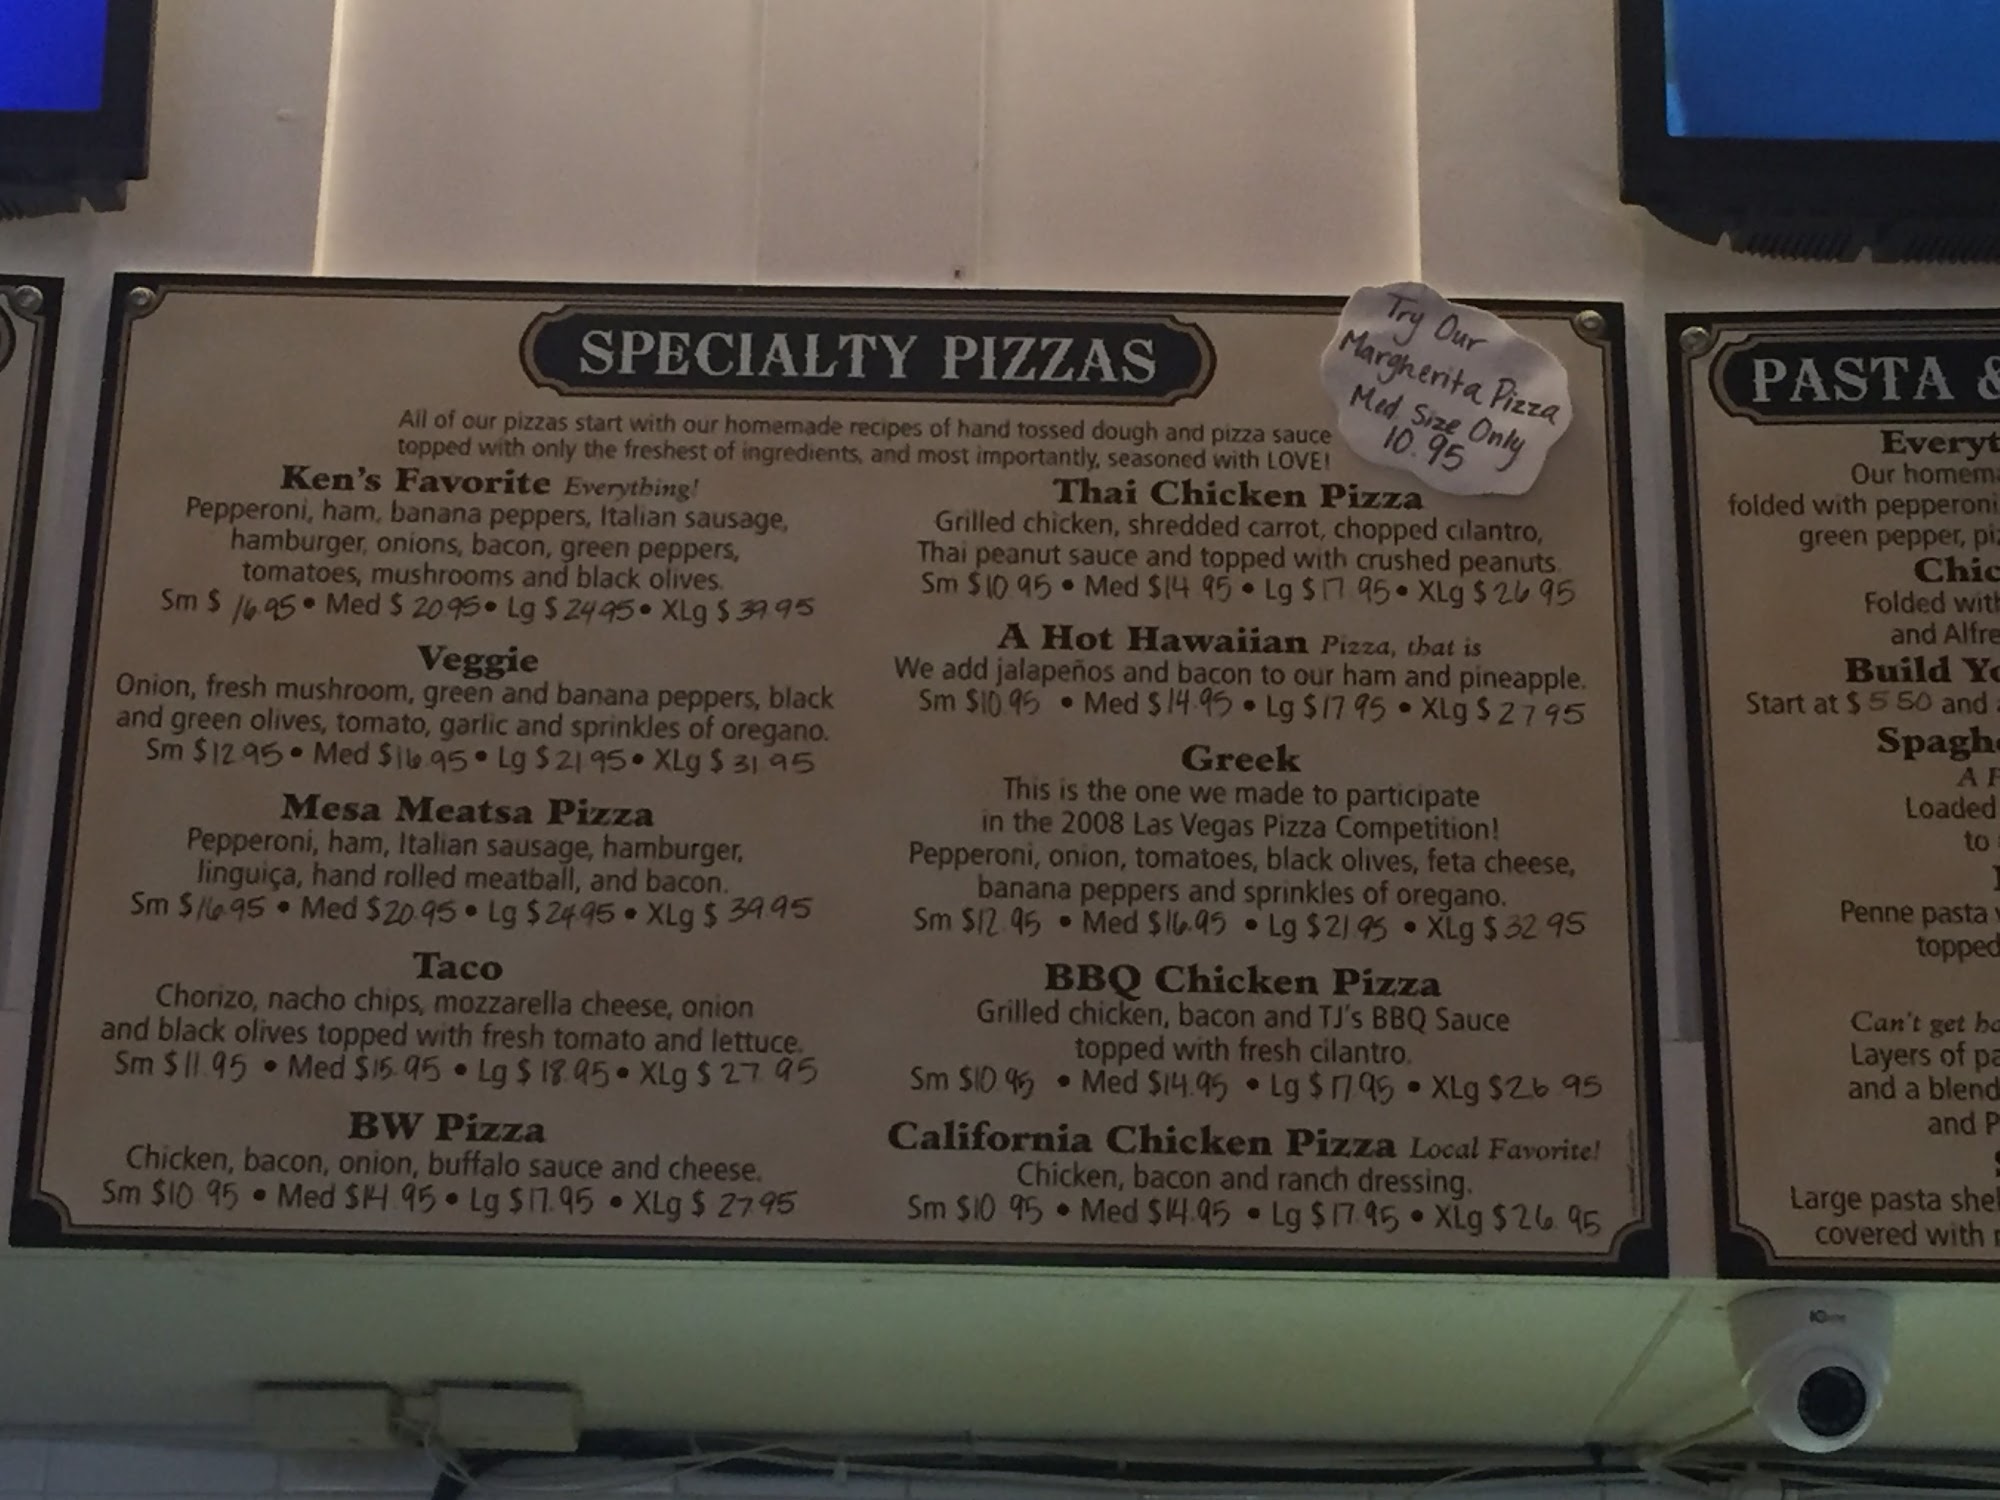 SPECIALTY PIZZAS
All of our pizzas start with our homemade recipes of hand tossed dough and pizza sauce
topped with only the freshest of ingredients, and most importantly, seasoned with LOVE!
Try Our
Margherita Pizza
Med. Size Only
10.95
Ken's Favorite Everything!
Pepperoni, ham, banana peppers, Italian sausage,
hamburger, onions, bacon, green peppers,
tomatoes, mushrooms and black olives.
Sm $ 16.95 • Med $ 20.95 • Lg $ 24.95 • XLg $ 39.95
Veggie
Onion, fresh mushroom, green and banana peppers, black
and green olives, tomato, garlic and sprinkles of oregano.
Sm $12.95 • Med $16.95 • Lg $21.95 • XLg $ 31.95
Mesa Meatsa Pizza
Pepperoni, ham, Italian sausage, hamburger,
linguiça, hand rolled meatball, and bacon.
Sm $16.95 • Med $20.95 • Lg $24.95 • XLg $ 39.95
Taco
Chorizo, nacho chips, mozzarella cheese, onion
and black olives topped with fresh tomato and lettuce.
Sm $11.95 • Med $15.95 • Lg $18.95 • XLg $27.95
BW Pizza
Chicken, bacon, onion, buffalo sauce and cheese.
Sm $10.95 • Med $14.95 • Lg $17.95 • XLg $ 27.95
Thai Chicken Pizza
Grilled chicken, shredded carrot, chopped cilantro,
Thai peanut sauce and topped with crushed peanuts.
Sm $10.95 • Med $14.95 • Lg $17.95 • XLg $26.95
A Hot Hawaiian Pizza, that is
We add jalapeños and bacon to our ham and pineapple.
Sm $10.95 • Med $14.95 • Lg $17.95 • XLg $27.95
Greek
This is the one we made to participate
in the 2008 Las Vegas Pizza Competition!
Pepperoni, onion, tomatoes, black olives, feta cheese,
banana peppers and sprinkles of oregano.
Sm $12.95 • Med $16.95 • Lg $21.95 • XLg $32.95
BBQ Chicken Pizza
Grilled chicken, bacon and TJ's BBQ Sauce
topped with fresh cilantro.
Sm $10.95 • Med $14.95 • Lg $17.95 • XLg $26.95
California Chicken Pizza Local Favorite!
Chicken, bacon and ranch dressing.
Sm $10.95 • Med $14.95 • Lg $17.95 • XLg $26.95
PASTA &
Everyt
Our homema
folded with pepperoni
green pepper, piz
Chic
Folded with
and Alfre
Build Yo
Start at $ 5.50 and
Spagh
A F
Loaded
to
Penne pasta
topped
Can't get
Layers of pa
and a blend
and P
Large pasta shel
covered with